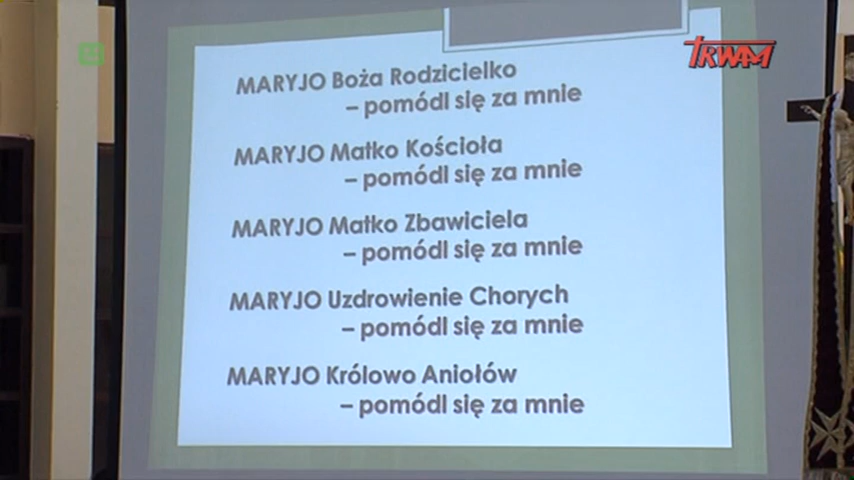 TRWAM
MARYJO Boża Rodzicielko
– pomódl się za mnie
MARYJO Matko Kościoła
– pomódl się za mnie
MARYJO Matko Zbawiciela
– pomódl się za mnie
MARYJO Uzdrowienie Chorych
– pomódl się za mnie
MARYJO Królowo Aniołów
– pomódl się za mnie